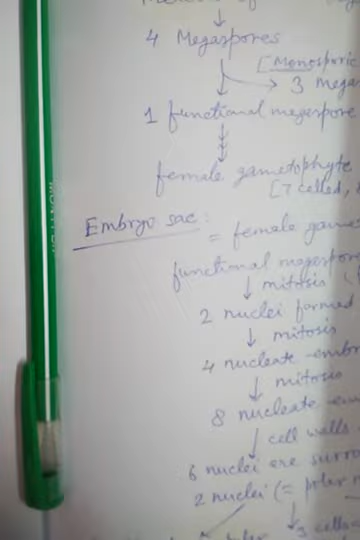 4 Megaspores
[Monosporic
3 mega
1 functional megaspore
female gametophyte
[7 celled,
Embryo sac:
= female game
functional megaspore
mitosis
2 nuclei formed
mitosis
4 nucleate embr
mitosis
8 nucleate
cell walls
6 nuclei are surro
2 nuclei (= polar
3 cells